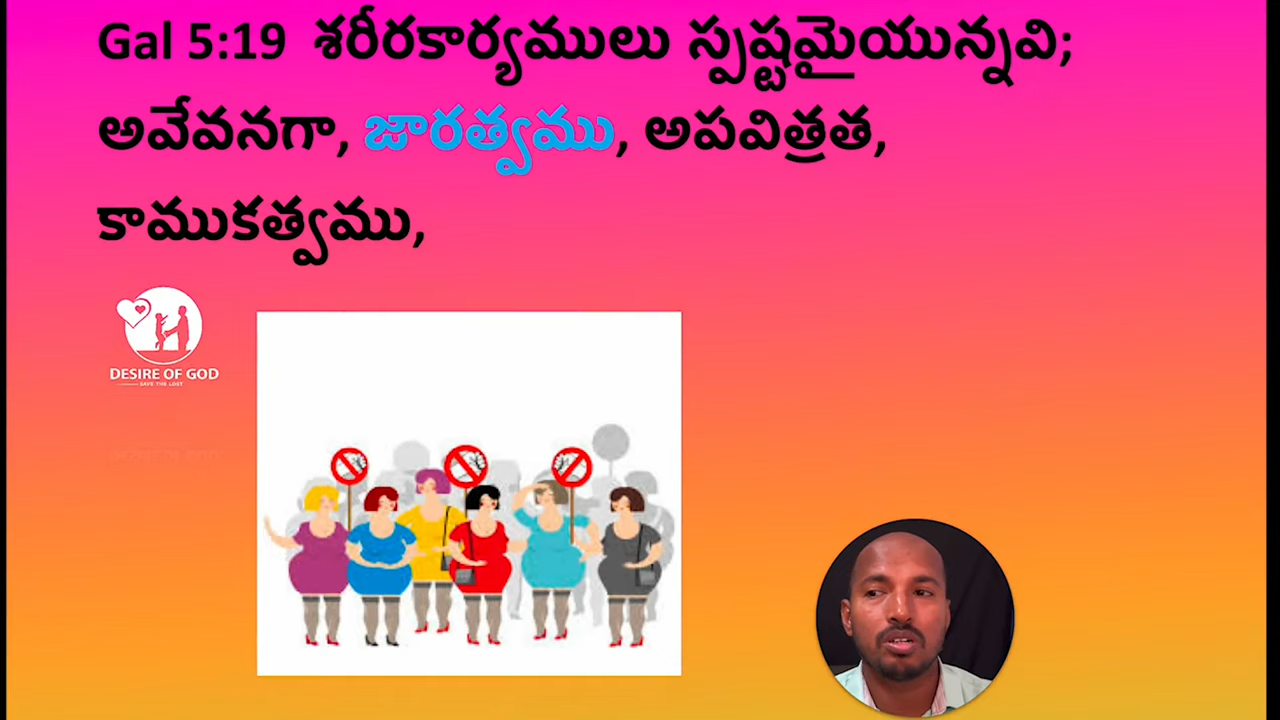 Gal 5:19 శరీరకార్యములు స్పష్టమైయున్నవి;
అవేవనగా, జారత్వము, అపవిత్రత,
కాముకత్వము,
DESIRE OF GOD
SAVE THE LOST